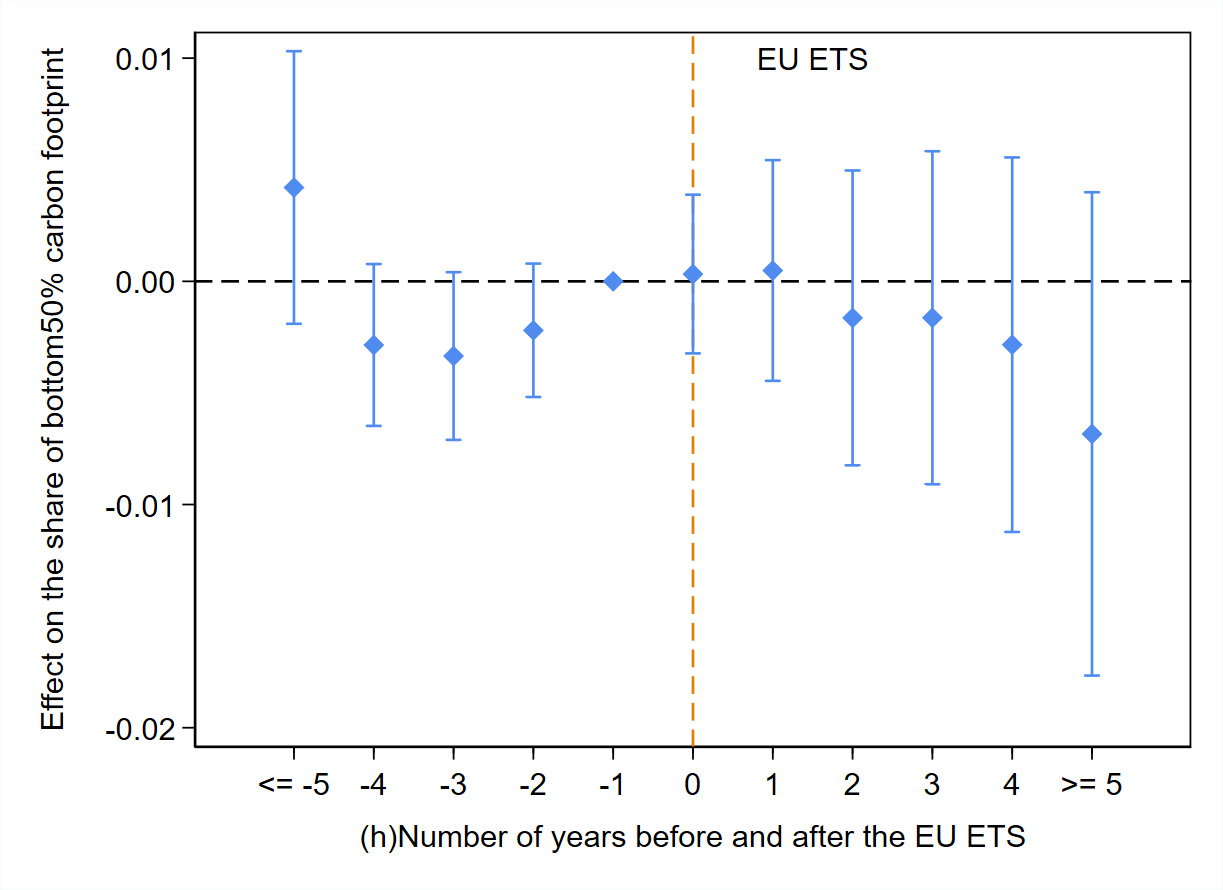 Effect on the share of bottom50% carbon footprint
0.01
0.00
-0.01
-0.02
EU ETS
<= -5 -4 -3 -2 -1 0 1 2 3 4 >= 5
(h)Number of years before and after the EU ETS